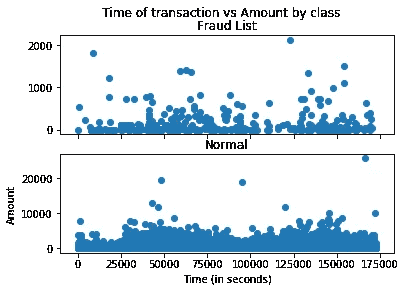 Time of transaction vs Amount by class
Fraud List
2000
1000
0
Normal
20000
10000
0
Amount
0 25000 50000 75000 100000 125000 150000 175000
Time (in seconds)